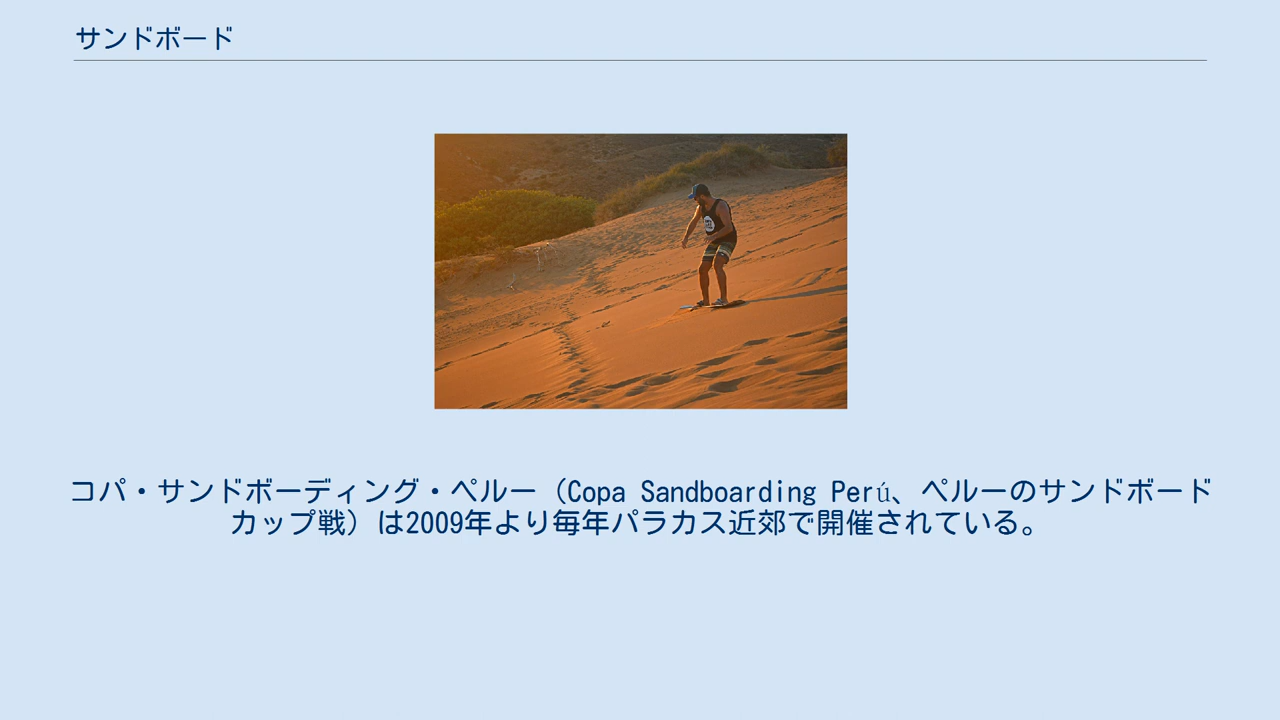 サンドボード
コパ・サンドボーディング・ペルー（Copa Sandboarding Perú、ペルーのサンドボード
カップ戦）は2009年より毎年パラカス近郊で開催されている。